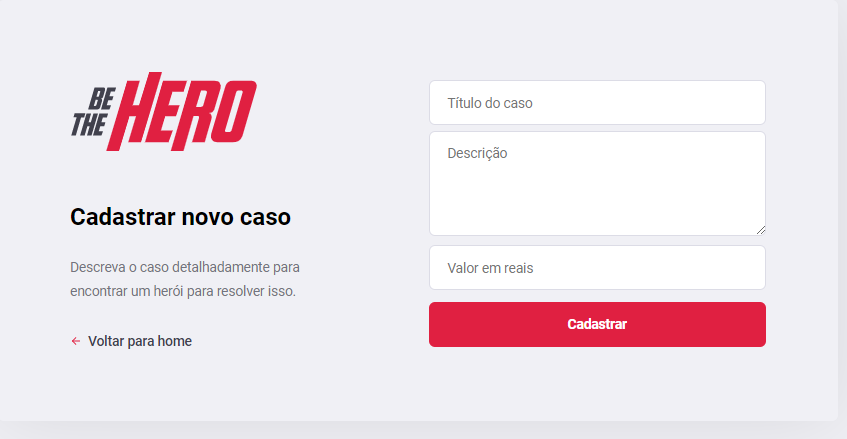 BE
THE HERO
Cadastrar novo caso
Descreva o caso detalhadamente para
encontrar um herói para resolver isso.
Voltar para home
Título do caso
Descrição
Valor em reais
Cadastrar